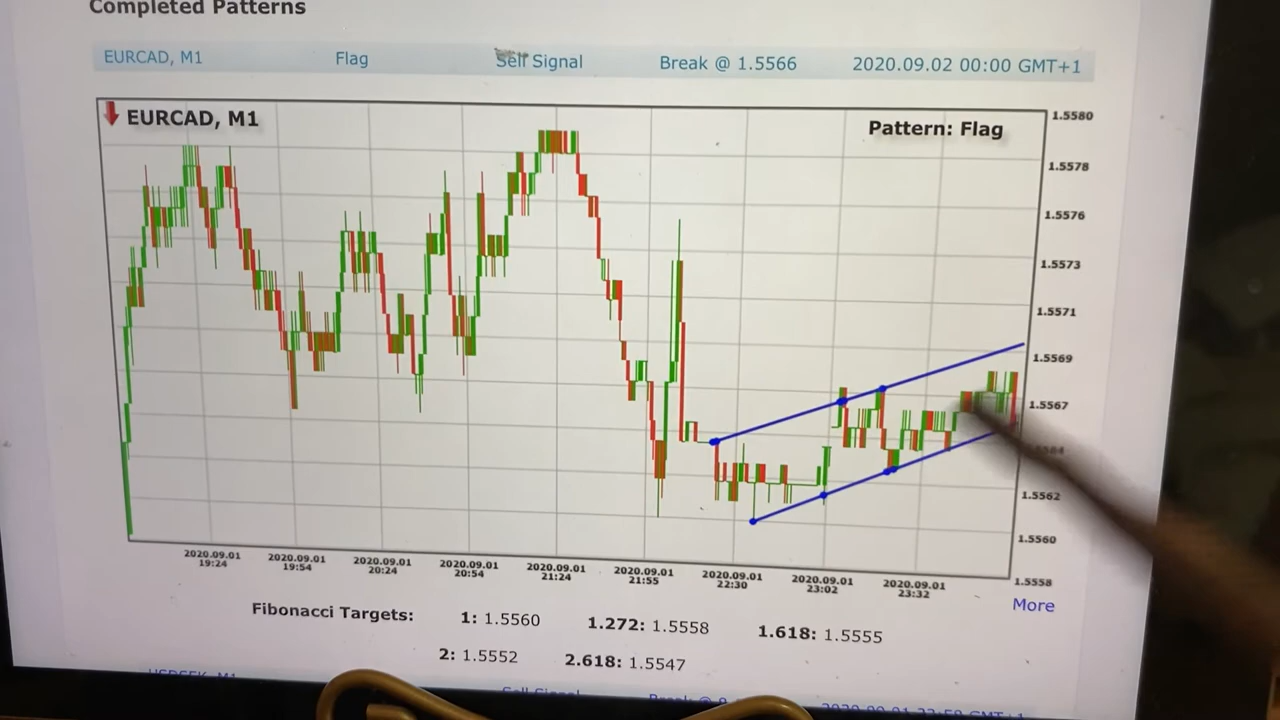 Completed Patterns
EURCAD, M1 Flag Sell Signal Break @ 1.5566 2020.09.02 00:00 GMT+1
EURCAD, M1
Pattern: Flag
1.5580
1.5578
1.5576
1.5573
1.5571
1.5569
1.5567
1.5562
1.5560
1.5558
2020.09.01 2020.09.01 2020.09.01 2020.09.01 2020.09.01 2020.09.01 2020.09.01 2020.09.01 2020.09.01
19:24 19:54 20:24 20:54 21:24 21:55 22:30 23:02 23:32
More
Fibonacci Targets: 1: 1.5560 1.272: 1.5558 1.618: 1.5555
2: 1.5552 2.618: 1.5547
Sell Signal Break @